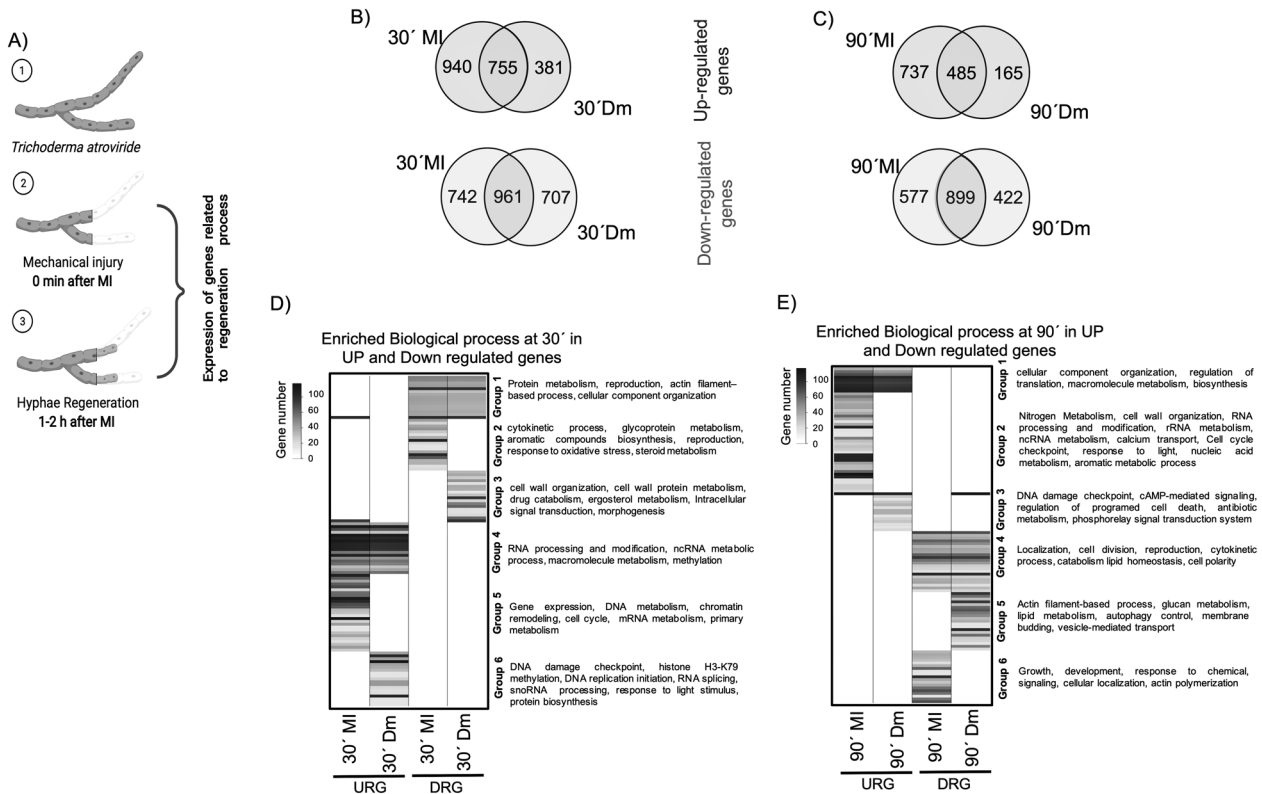 A)
1
Trichoderma atroviride
2
Mechanical injury
0 min after MI
3
Hyphae Regeneration
1-2 h after MI
Expression of genes related
to regeneration process
B)
30´ MI
940
755
381
30´Dm
30´MI
742
961
707
30´Dm
Up-regulated
genes
Down-regulated
genes
C)
90´MI
737
485
165
90´Dm
90´MI
577
899
422
90´Dm
D)
Enriched Biological process at 30´ in
UP and Down regulated genes
Gene number
100
60
40
20
0
Group 1
Protein metabolism, reproduction, actin filament–
based process, cellular component organization
Group 2
cytokinetic process, glycoprotein metabolism,
aromatic compounds biosynthesis, reproduction,
response to oxidative stress, steroid metabolism
Group 3
cell wall organization, cell wall protein metabolism,
drug catabolism, ergosterol metabolism, Intracellular
signal transduction, morphogenesis
Group 4
RNA processing and modification, ncRNA metabolic
process, macromolecule metabolism, methylation
Group 5
Gene expression, DNA metabolism, chromatin
remodeling, cell cycle, mRNA metabolism, primary
metabolism
Group 6
DNA damage checkpoint, histone H3-K79
methylation, DNA replication initiation, RNA splicing,
snoRNA processing, response to light stimulus,
protein biosynthesis
30´ MI
30´ Dm
30´ MI
30´ Dm
URG
DRG
E)
Enriched Biological process at 90´ in UP
and Down regulated genes
Gene number
100
60
40
20
0
Group 1
cellular component organization, regulation of
translation, macromolecule metabolism, biosynthesis
Group 2
Nitrogen Metabolism, cell wall organization, RNA
processing and modification, rRNA metabolism,
ncRNA metabolism, calcium transport, Cell cycle
checkpoint, response to light, nucleic acid
metabolism, aromatic metabolic process
Group 3
DNA damage checkpoint, cAMP-mediated signaling,
regulation of programed cell death, antibiotic
metabolism, phosphorelay signal transduction system
Group 4
Localization, cell division, reproduction, cytokinetic
process, catabolism lipid homeostasis, cell polarity
Group 5
Actin filament-based process, glucan metabolism,
lipid metabolism, autophagy control, membrane
budding, vesicle-mediated transport
Group 6
Growth, development, response to chemical,
signaling, cellular localization, actin polymerization
90´ MI
90´ Dm
90´ MI
90´ Dm
URG
DRG